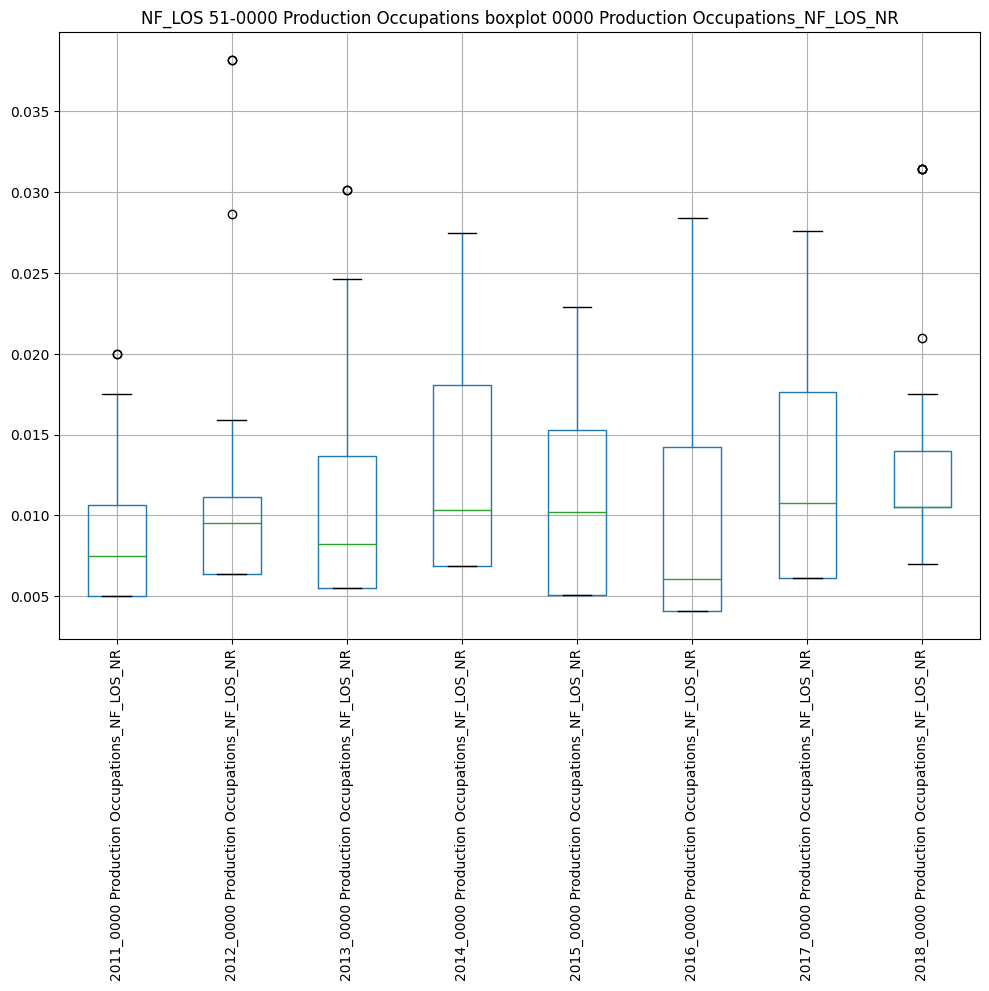 NF_LOS 51-0000 Production Occupations boxplot 0000 Production Occupations_NF_LOS_NR
0.035
0.030
0.025
0.020
0.015
0.010
0.005
2011_0000 Production Occupations_NF_LOS_NR
2012_0000 Production Occupations_NF_LOS_NR
2013_0000 Production Occupations_NF_LOS_NR
2014_0000 Production Occupations_NF_LOS_NR
2015_0000 Production Occupations_NF_LOS_NR
2016_0000 Production Occupations_NF_LOS_NR
2017_0000 Production Occupations_NF_LOS_NR
2018_0000 Production Occupations_NF_LOS_NR